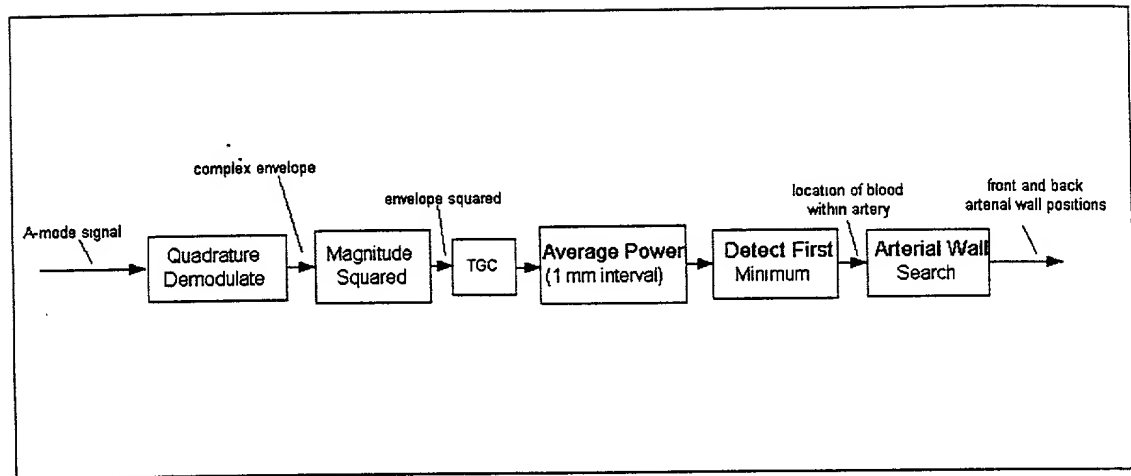 A-mode signal
Quadrature
Demodulate
complex envelope
Magnitude
Squared
envelope squared
TGC
Average Power
(1 mm interval)
Detect First
Minimum
location of blood
within artery
Arterial Wall
Search
front and back
arterial wall positions